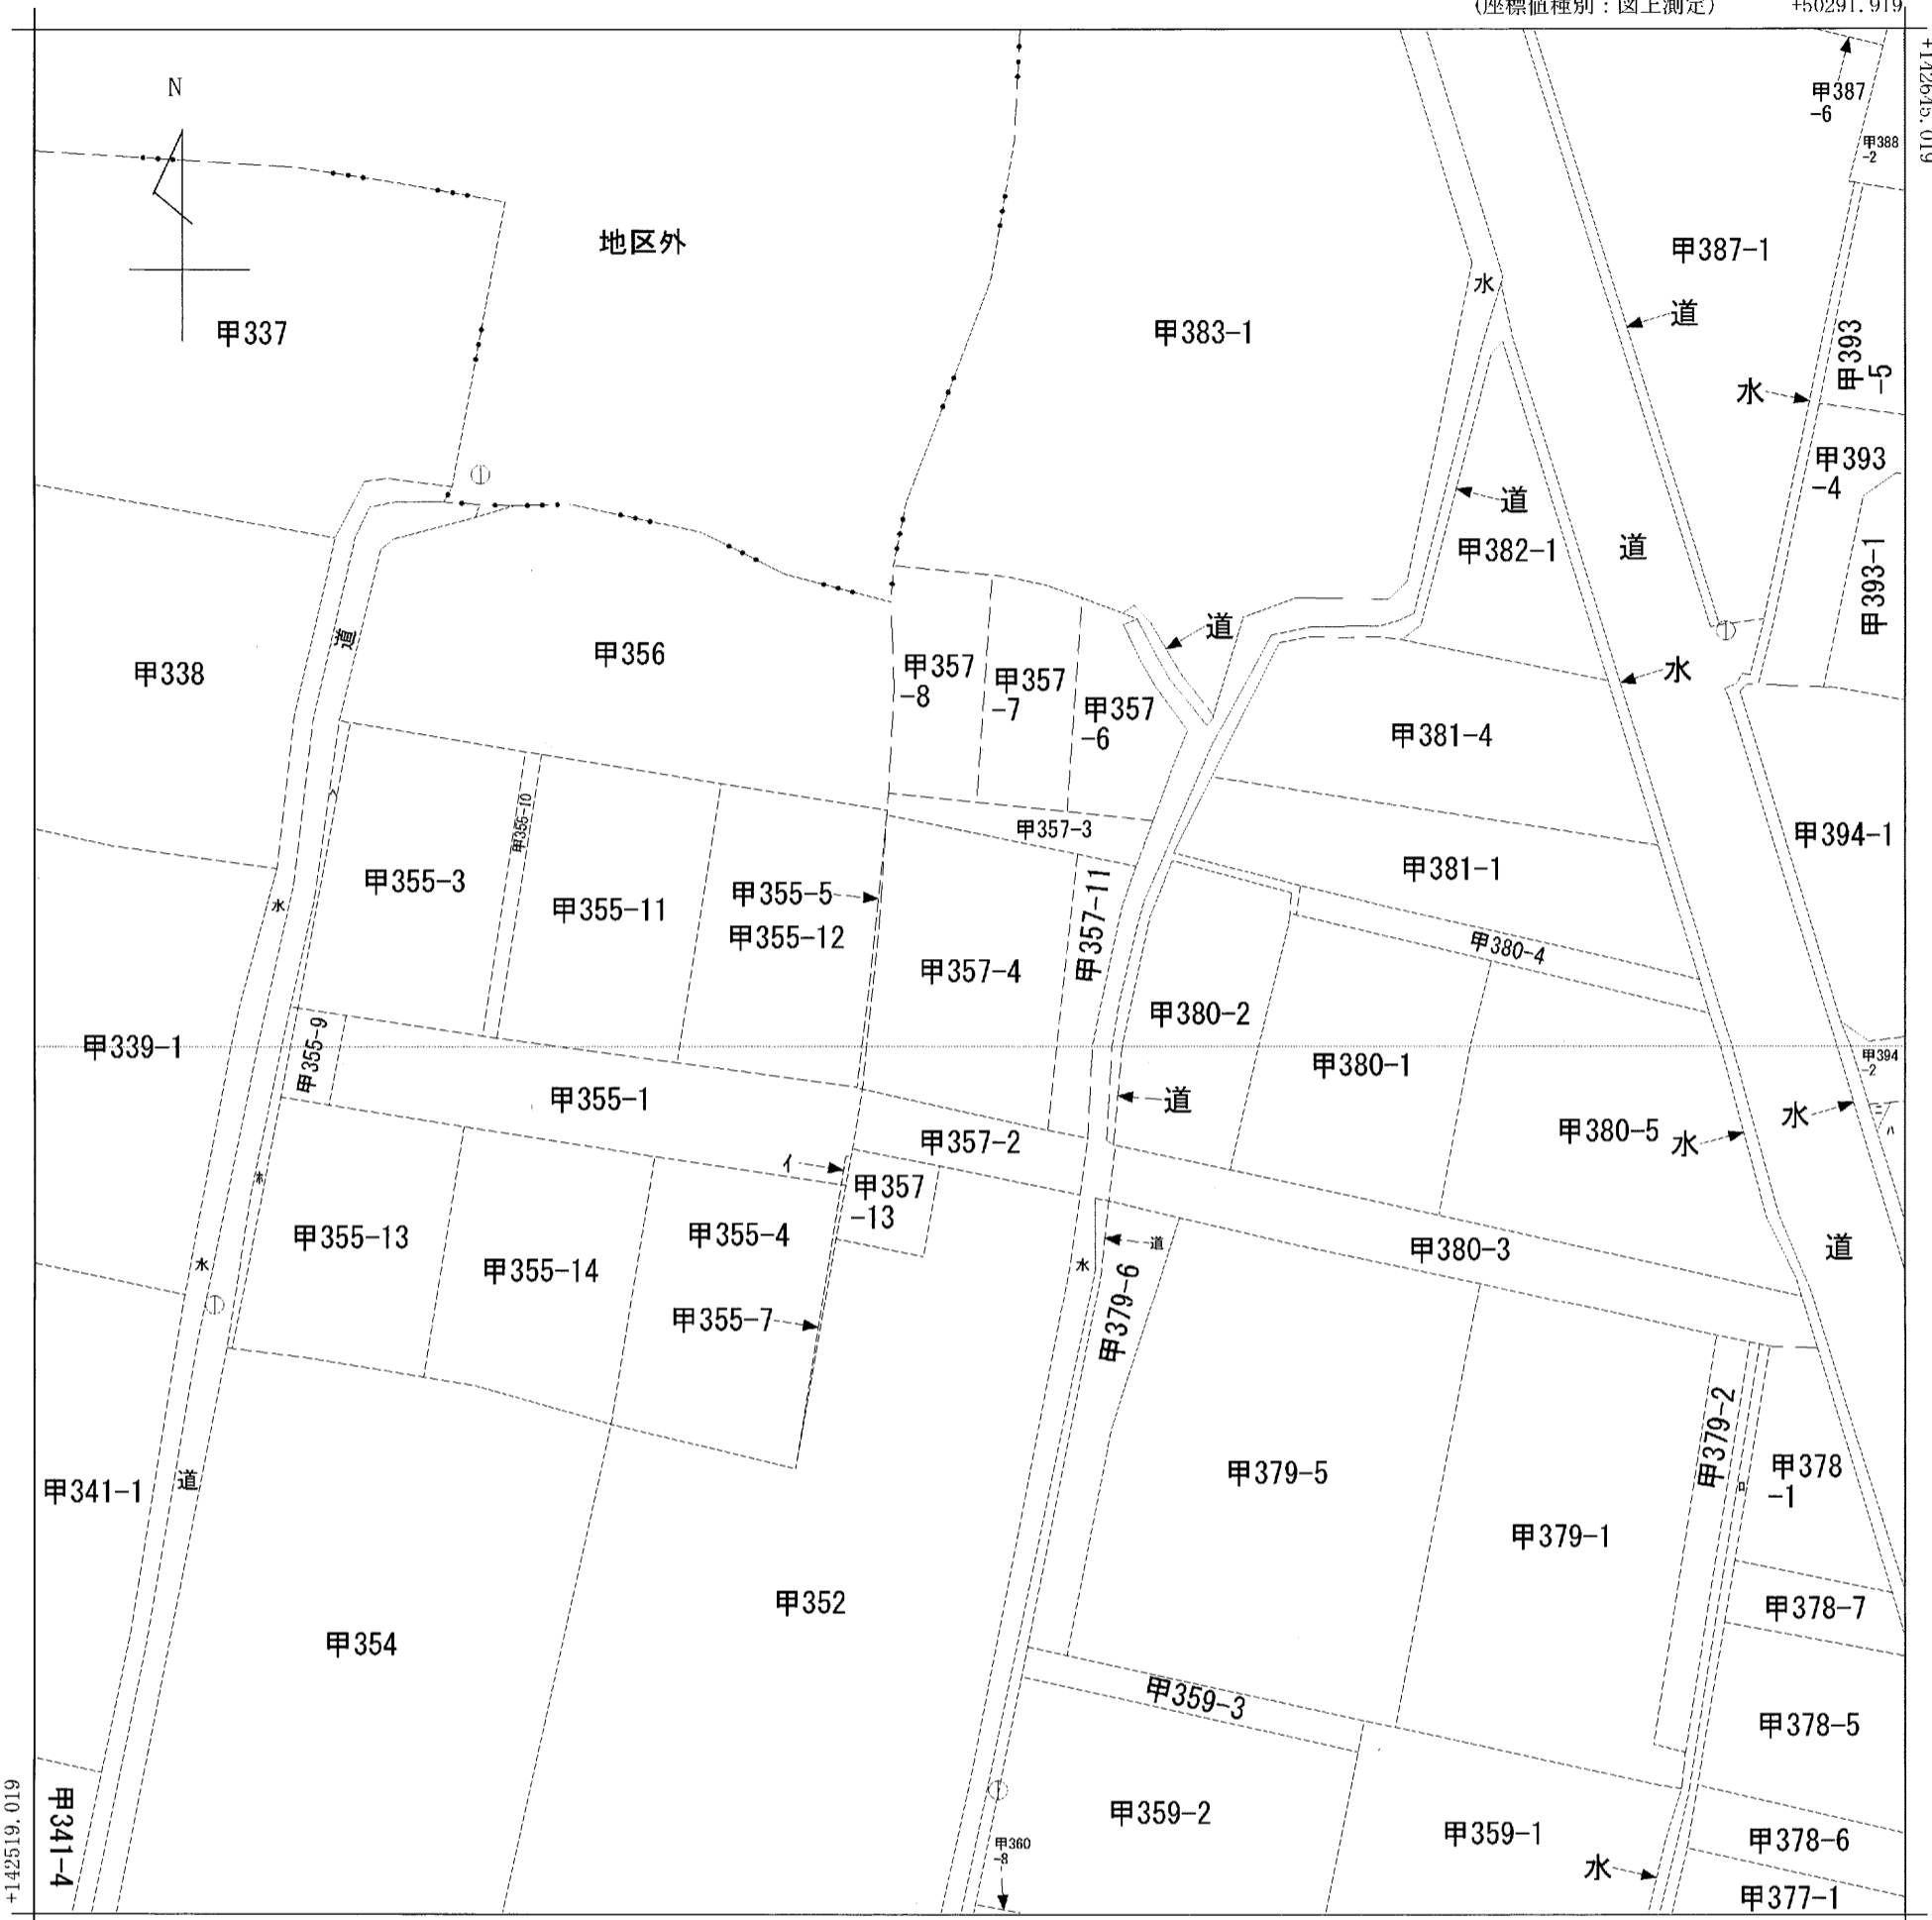 (座標値種別：図上測定)
+50291.919
+142645.019
N
甲387
-6
甲388
-2
地区外
甲387-1
甲337
甲383-1
水
道
甲393
-5
水
甲393
-4
道
甲382-1
道
甲393-1
道
道
甲338
甲356
甲357
-8
甲357
-7
甲357
-6
水
甲381-4
甲355-10
甲357-3
甲394-1
甲355-3
甲355-11
甲355-5
甲355-12
甲381-1
水
甲357-11
甲357-4
甲380-4
甲380-2
甲339-1
甲355-9
甲380-1
甲394
-2
甲355-1
道
水
ニ
ハ
甲357-2
甲380-5
水
イ
甲357
-13
甲355-13
甲355-14
甲355-4
道
甲380-3
道
水
水
甲379-6
甲355-7
甲341-1
道
甲379-5
甲379-2
ロ
甲378
-1
甲379-1
甲352
甲378-7
甲354
甲359-3
甲378-5
甲341-4
甲359-2
甲359-1
甲378-6
甲360
-8
水
甲377-1
+142519.019